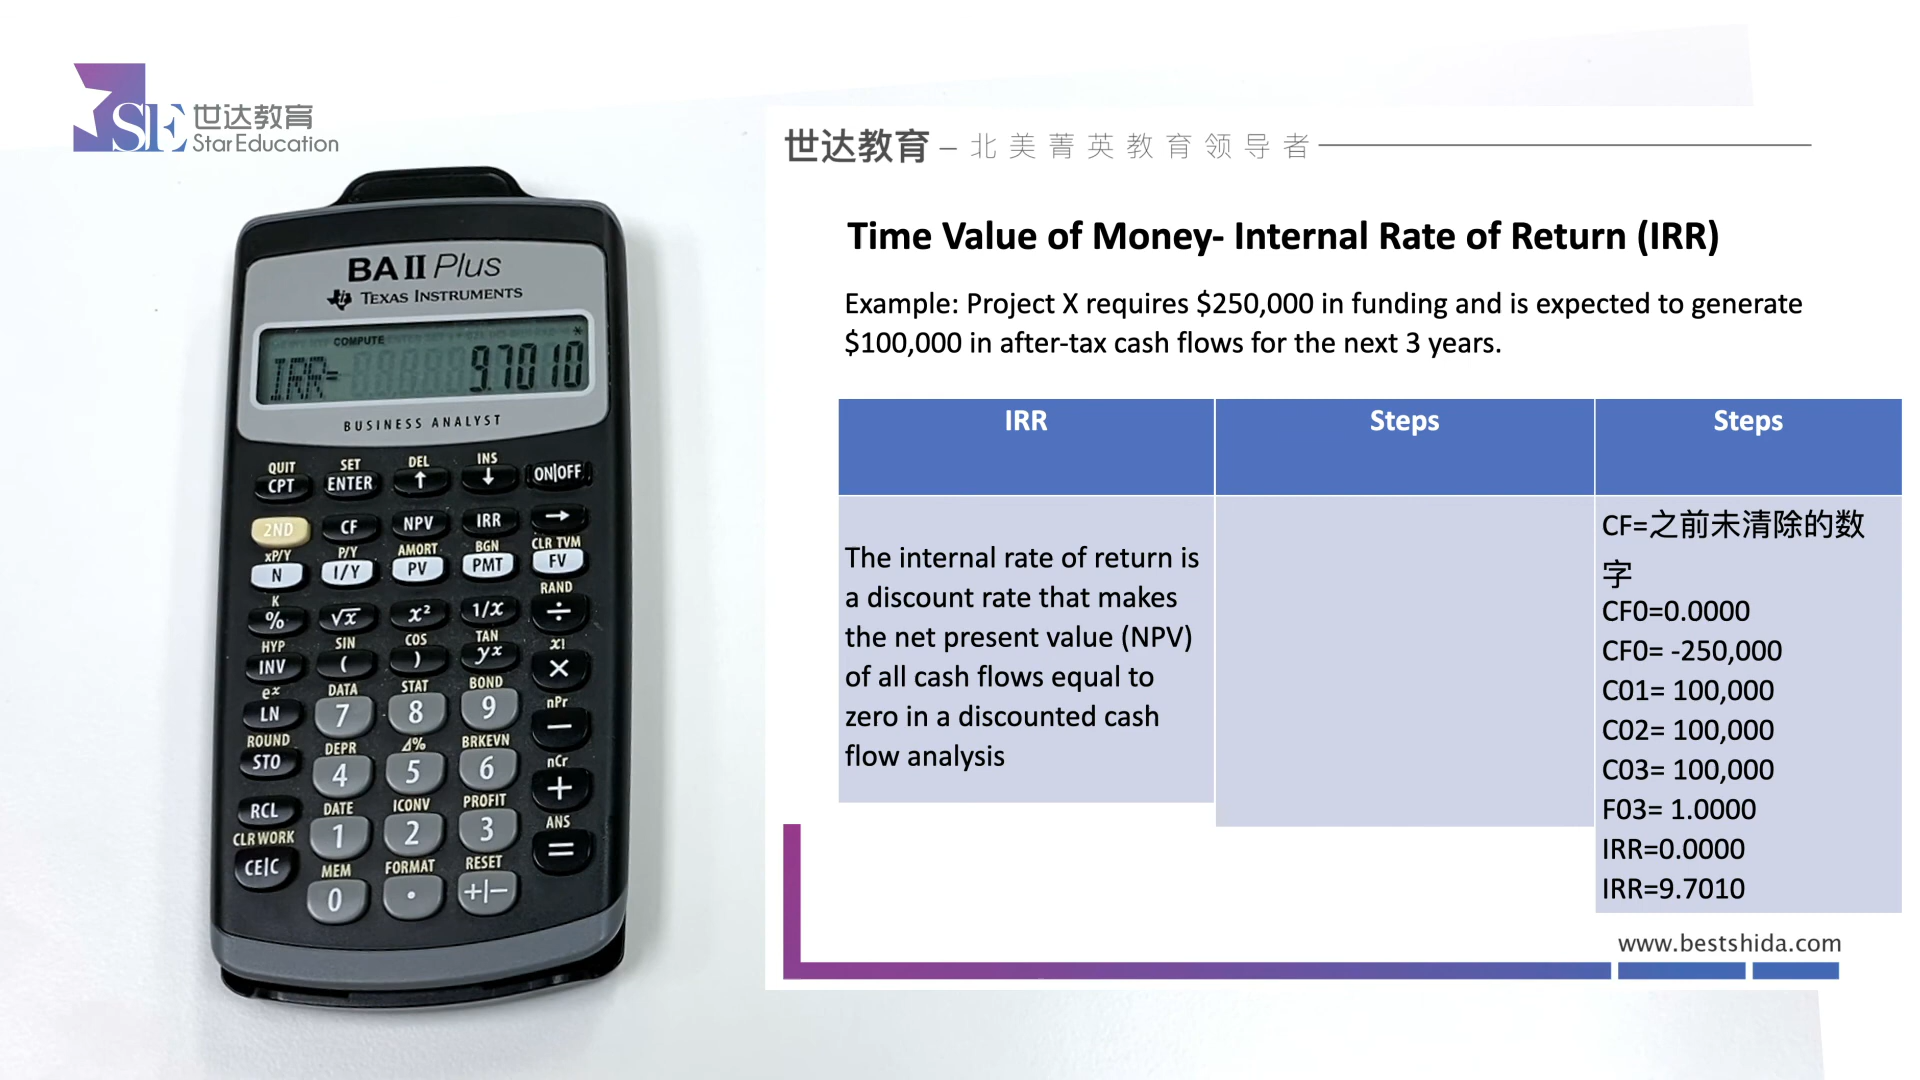 SE 世达教育
StarEducation
世达教育 – 北美菁英教育领导者
Time Value of Money- Internal Rate of Return (IRR)
Example: Project X requires $250,000 in funding and is expected to generate
$100,000 in after-tax cash flows for the next 3 years.
IRR
Steps
Steps
The internal rate of return is
a discount rate that makes
the net present value (NPV)
of all cash flows equal to
zero in a discounted cash
flow analysis
CF=之前未清除的数
字
CF0=0.0000
CF0= -250,000
C01= 100,000
C02= 100,000
C03= 100,000
F03= 1.0000
IRR=0.0000
IRR=9.7010
www.bestshida.com
BA II Plus
TEXAS INSTRUMENTS
COMPUTE
IRR= 9.7010
BUSINESS ANALYST
QUIT SET DEL INS
CPT ENTER ↑ ↓ ON|OFF
2ND CF NPV IRR →
xP/Y P/Y AMORT BGN CLR TVM
N I/Y PV PMT FV
K RAND
% √x x² 1/x ÷
HYP SIN COS TAN x!
INV ( ) yˣ ×
eˣ DATA STAT BOND nPr
LN 7 8 9 −
ROUND DEPR ⊿% BRKEVN nCr
STO 4 5 6 +
DATE ICONV PROFIT ANS
RCL 1 2 3 =
CLR WORK MEM FORMAT RESET
CE|C 0 . +|−